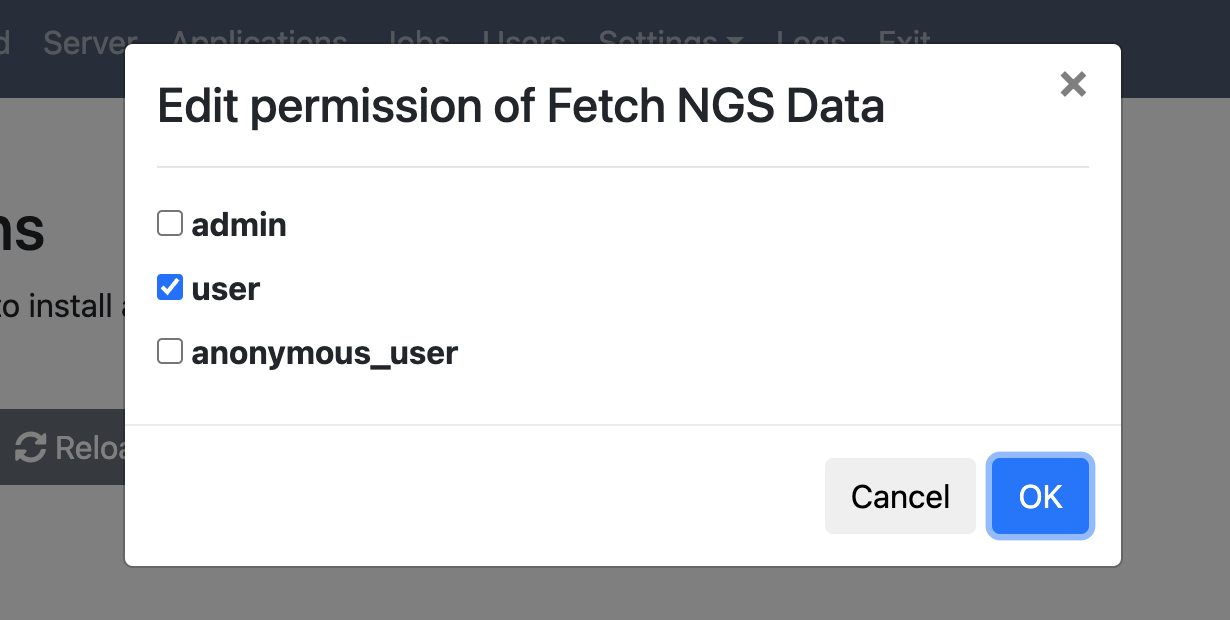 Server Applications Jobs Users Settings Logs Exit
Edit permission of Fetch NGS Data
admin
ns
user
to install
anonymous_user
Reloa
Cancel OK